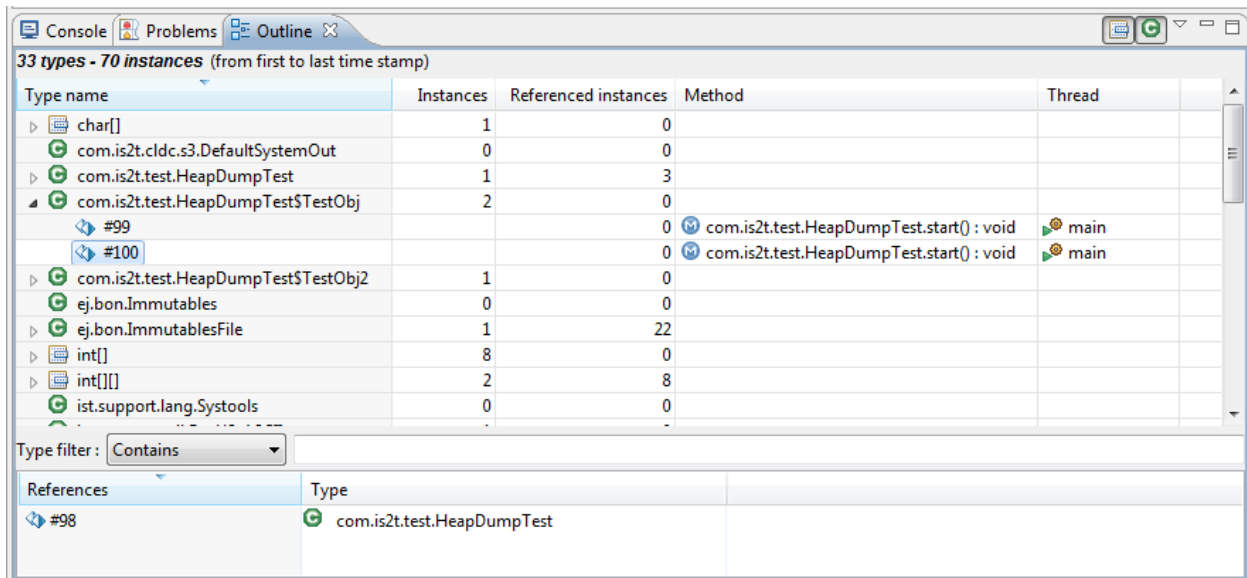 Console Problems Outline
33 types - 70 instances (from first to last time stamp)
Type name Instances Referenced instances Method Thread
char[] 1 0
com.is2t.cldc.s3.DefaultSystemOut 0 0
com.is2t.test.HeapDumpTest 1 3
com.is2t.test.HeapDumpTest$TestObj 2 0
#99 0 com.is2t.test.HeapDumpTest.start() : void main
#100 0 com.is2t.test.HeapDumpTest.start() : void main
com.is2t.test.HeapDumpTest$TestObj2 1 0
ej.bon.Immutables 0 0
ej.bon.ImmutablesFile 1 22
int[] 8 0
int[][] 2 8
ist.support.lang.Systools 0 0
Type filter : Contains
References Type
#98 com.is2t.test.HeapDumpTest